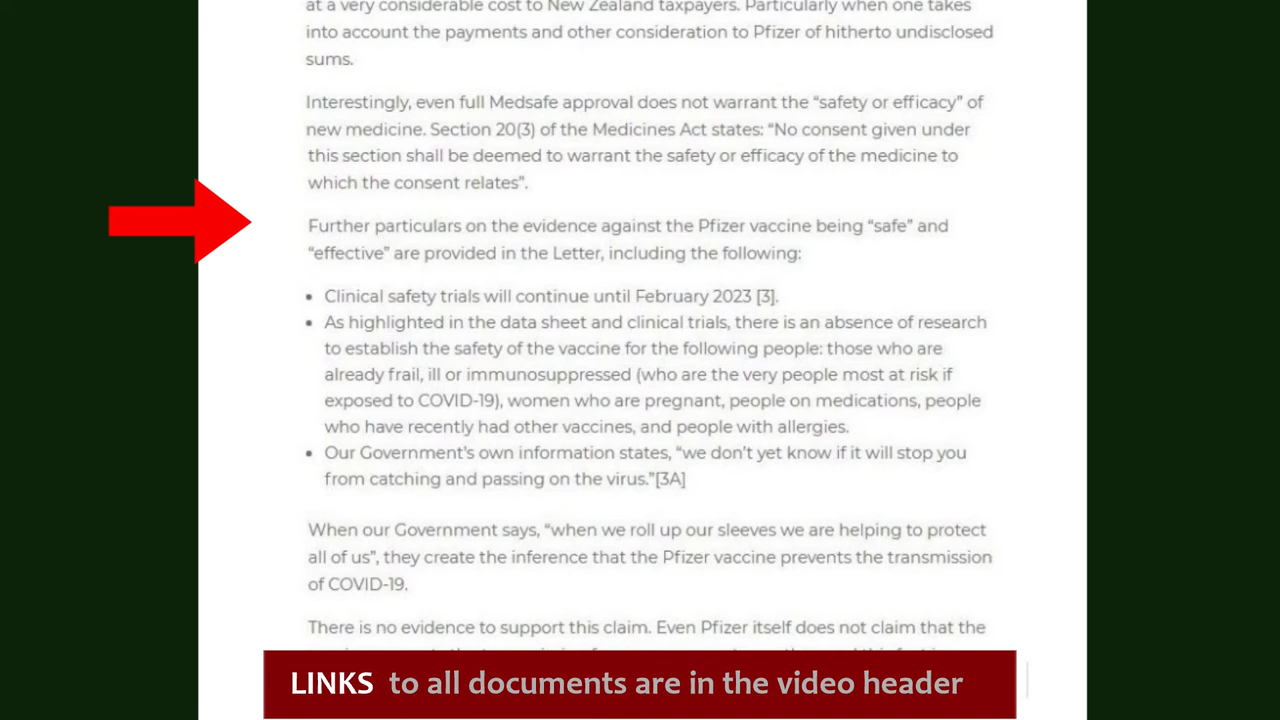 at a very considerable cost to New Zealand taxpayers. Particularly when one takes
into account the payments and other consideration to Pfizer of hitherto undisclosed
sums.
Interestingly, even full Medsafe approval does not warrant the “safety or efficacy” of
new medicine. Section 20(3) of the Medicines Act states: “No consent given under
this section shall be deemed to warrant the safety or efficacy of the medicine to
which the consent relates”.
Further particulars on the evidence against the Pfizer vaccine being “safe” and
“effective” are provided in the Letter, including the following:
• Clinical safety trials will continue until February 2023 [3].
• As highlighted in the data sheet and clinical trials, there is an absence of research
to establish the safety of the vaccine for the following people: those who are
already frail, ill or immunosuppressed (who are the very people most at risk if
exposed to COVID-19), women who are pregnant, people on medications, people
who have recently had other vaccines, and people with allergies.
• Our Government’s own information states, “we don’t yet know if it will stop you
from catching and passing on the virus.”[3A]
When our Government says, “when we roll up our sleeves we are helping to protect
all of us”, they create the inference that the Pfizer vaccine prevents the transmission
of COVID-19.
There is no evidence to support this claim. Even Pfizer itself does not claim that the
LINKS to all documents are in the video header